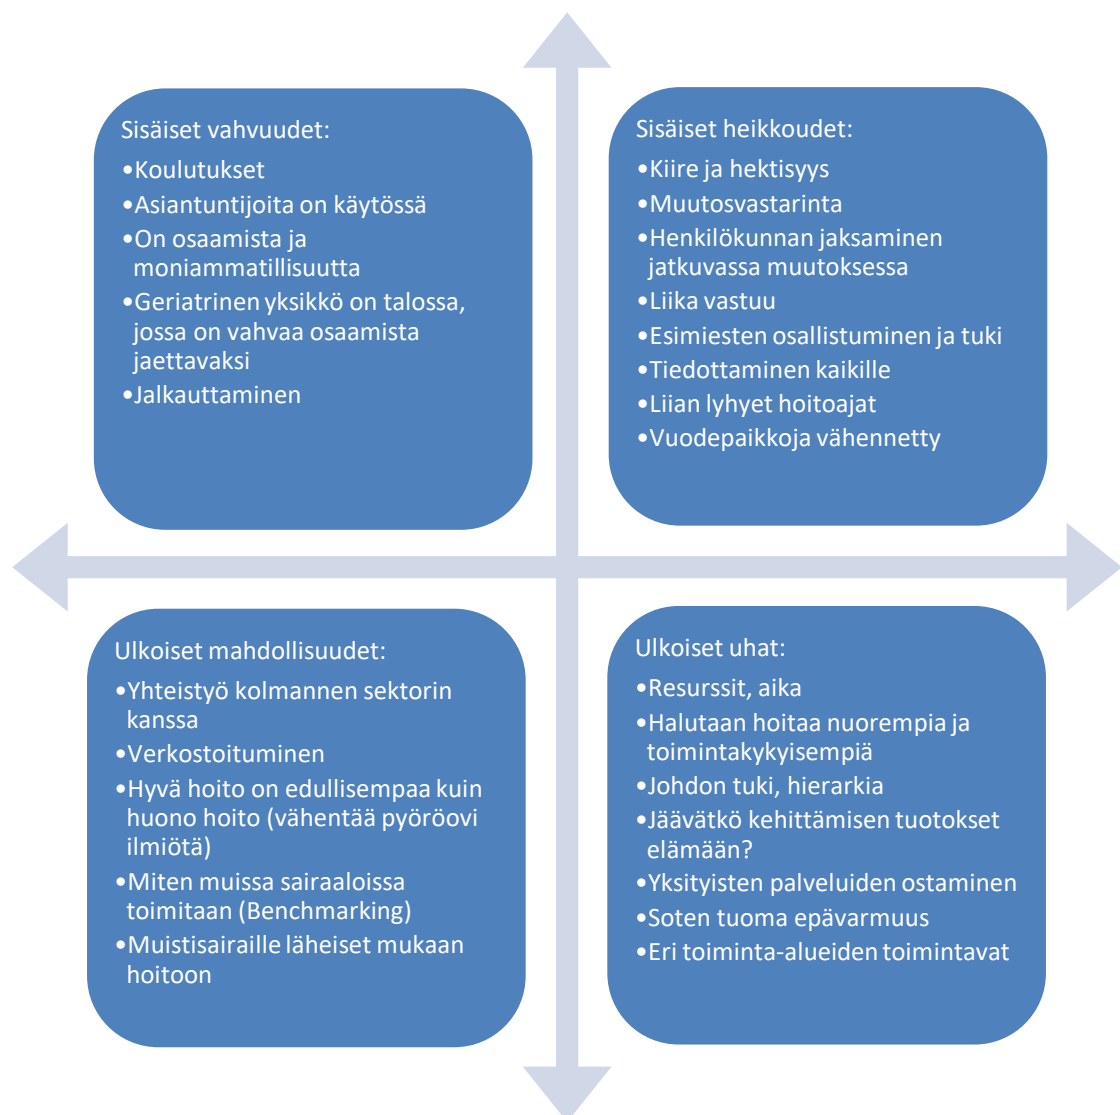 Sisäiset vahvuudet:
•Koulutukset
•Asiantuntijoita on käytössä
•On osaamista ja
moniammatillisuutta
•Geriatrinen yksikkö on talossa,
jossa on vahvaa osaamista
jaettavaksi
•Jalkauttaminen
Sisäiset heikkoudet:
•Kiire ja hektisyys
•Muutosvastarinta
•Henkilökunnan jaksaminen
jatkuvassa muutoksessa
•Liika vastuu
•Esimiesten osallistuminen ja tuki
•Tiedottaminen kaikille
•Liian lyhyet hoitoajat
•Vuodepaikkoja vähennetty
Ulkoiset mahdollisuudet:
•Yhteistyö kolmannen sektorin
kanssa
•Verkostoituminen
•Hyvä hoito on edullisempaa kuin
huono hoito (vähentää pyöröovi
ilmiötä)
•Miten muissa sairaaloissa
toimitaan (Benchmarking)
•Muistisairaille läheiset mukaan
hoitoon
Ulkoiset uhat:
•Resurssit, aika
•Halutaan hoitaa nuorempia ja
toimintakykyisempiä
•Johdon tuki, hierarkia
•Jäävätkö kehittämisen tuotokset
elämään?
•Yksityisten palveluiden ostaminen
•Soten tuoma epävarmuus
•Eri toiminta-alueiden toimintavat